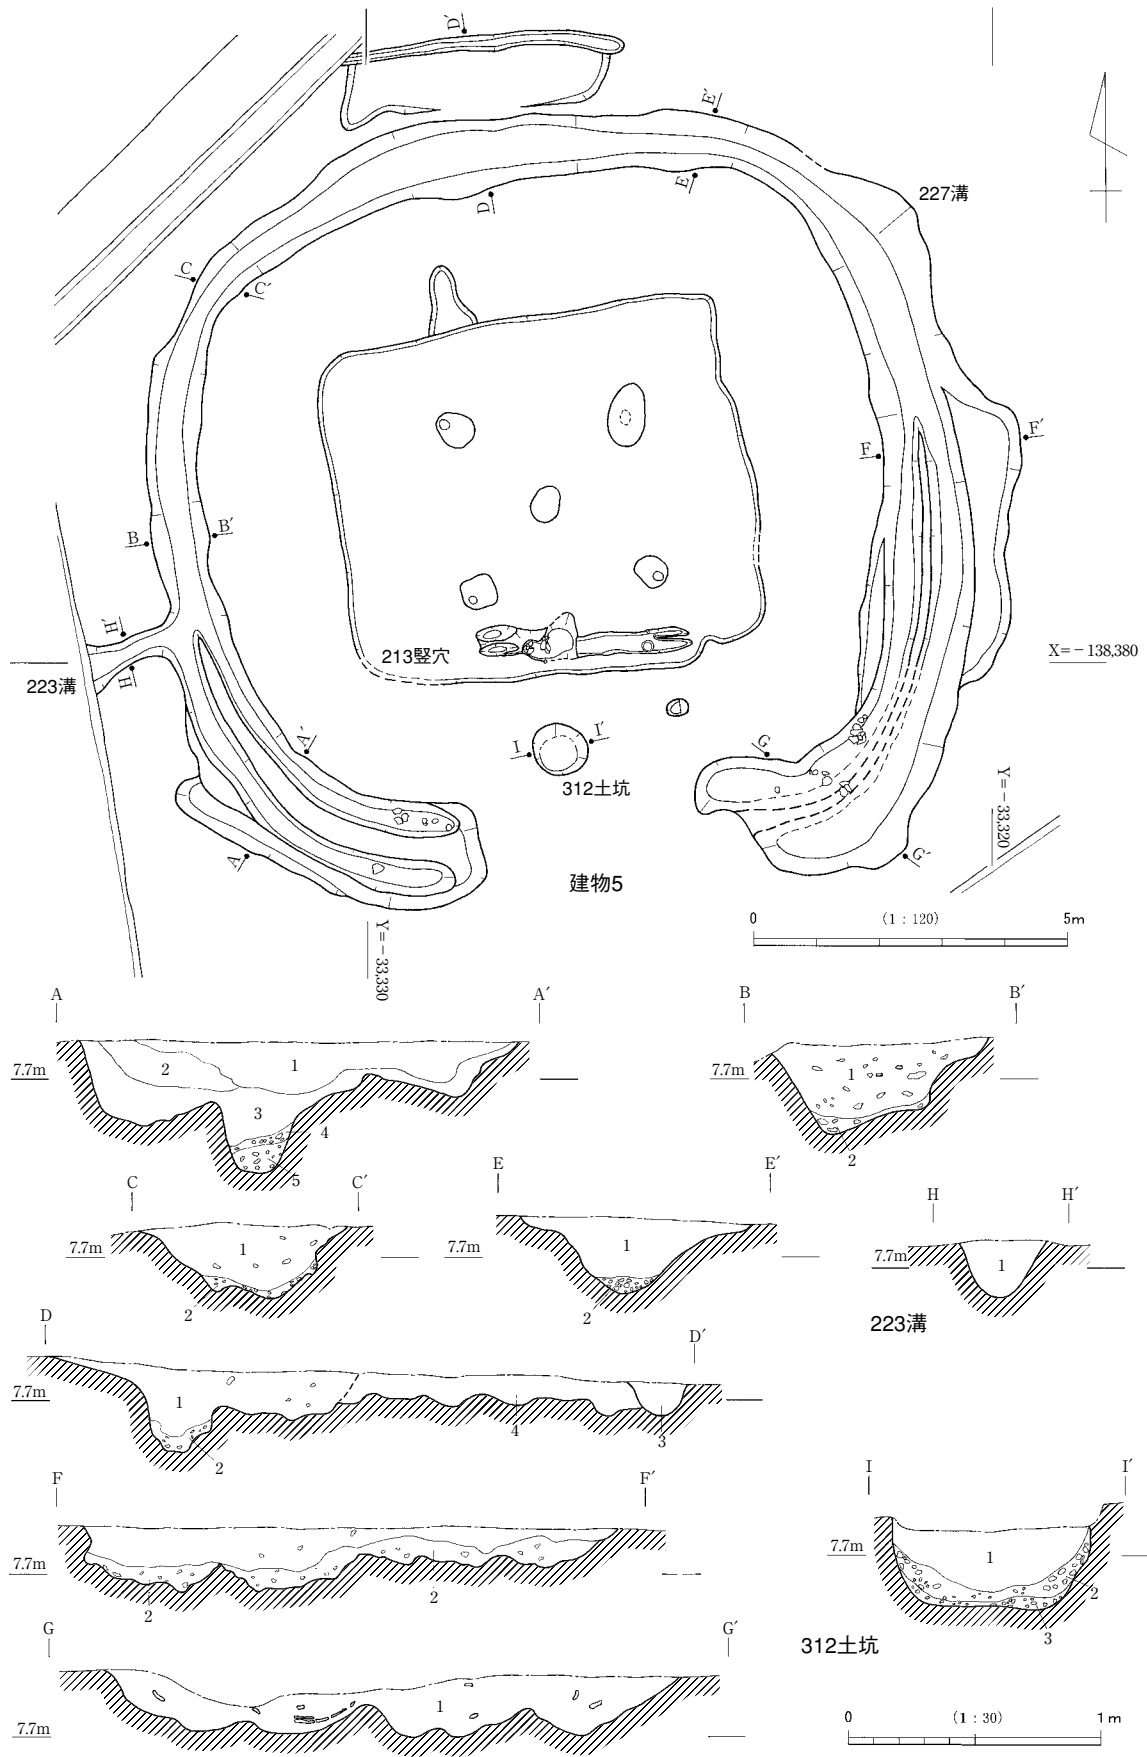 D′
E′
227溝
D
E
C
C′
F′
F
B
B′
H′
H
213竪穴
X=－138,380
223溝
A′
I
I′
G
312土坑
Y=－33,320
A
G′
建物5
Y=－33,330
0 (1：120) 5m
A A′
7.7m
1
2
3
4
5
B B′
7.7m
1
2
C C′
7.7m
1
2
E E′
7.7m
1
2
H H′
7.7m
1
223溝
D D′
7.7m
1
2
4
3
F F′
7.7m
2
2
I I′
7.7m
1
2
3
312土坑
G G′
7.7m
1
0 (1：30) 1m